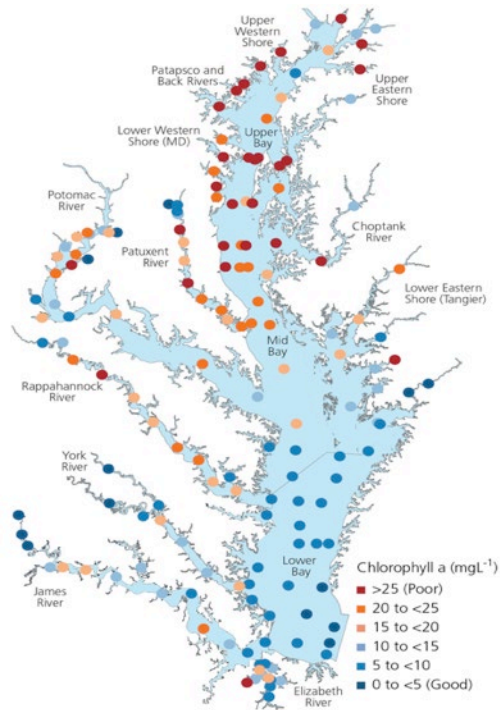 Upper
Western
Shore
Patapsco and
Back Rivers
Upper
Eastern
Shore
Lower Western
Shore (MD)
Upper
Bay
Potomac
River
Patuxent
River
Choptank
River
Lower Eastern
Shore (Tangier)
Mid
Bay
Rappahannock
River
York
River
Lower
Bay
James
River
Elizabeth
River
Chlorophyll a (mgL⁻¹)
>25 (Poor)
20 to <25
15 to <20
10 to <15
5 to <10
0 to <5 (Good)